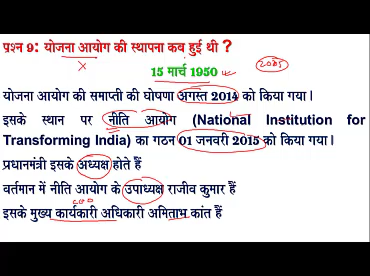 प्रश्न 9: योजना आयोग की स्थापना कब हुई थी ?
15 मार्च 1950
योजना आयोग की समाप्ती की घोषणा अगस्त 2014 को किया गया।
इसके स्थान पर नीति आयोग (National Institution for
Transforming India) का गठन 01 जनवरी 2015 को किया गया।
प्रधानमंत्री इसके अध्यक्ष होते हैं
वर्तमान में नीति आयोग के उपाध्यक्ष राजीव कुमार हैं
CEO
इसके मुख्य कार्यकारी अधिकारी अमिताभ कांत हैं